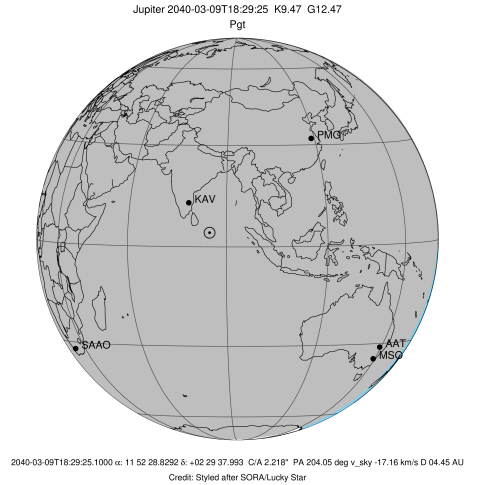 Jupiter 2040-03-09T18:29:25 K9.47 G12.47
Pgt
PMO
KAV
SAAO
AAT
MSO
2040-03-09T18:29:25.1000 α: 11 52 28.8292 δ: +02 29 37.993 C/A 2.218" PA 204.05 deg v_sky -17.16 km/s D 04.45 AU
Credit: Styled after SORA/Lucky Star